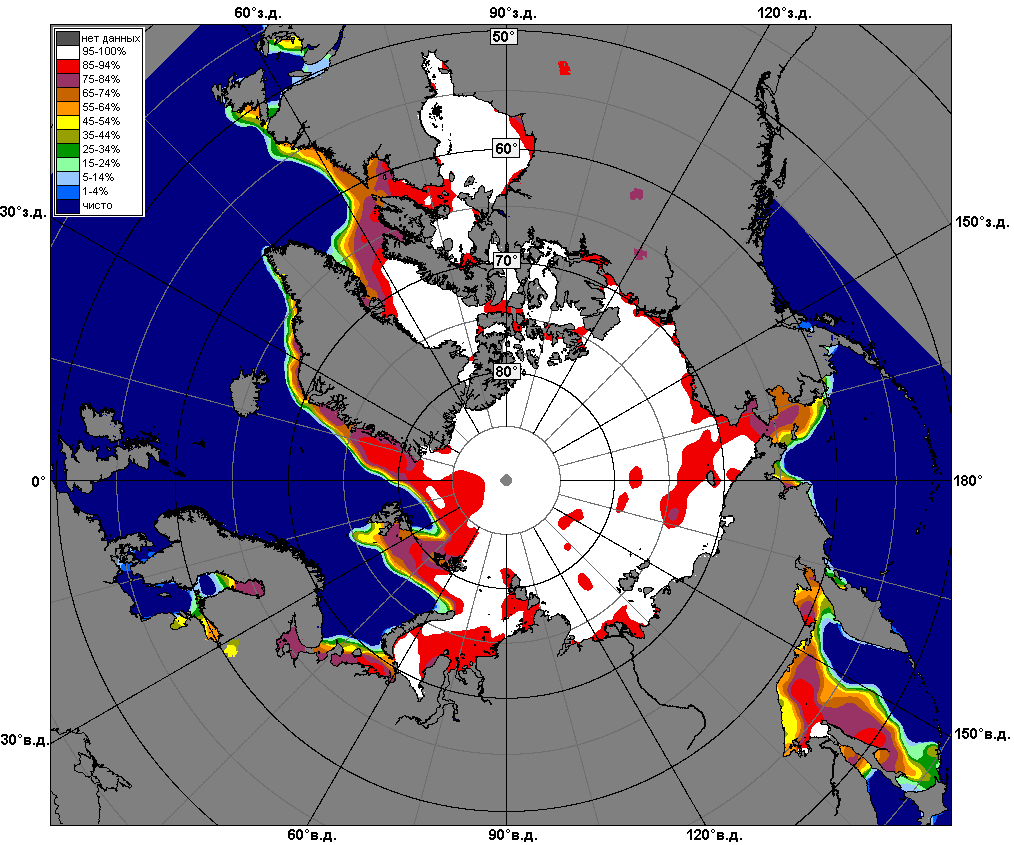 60°з.д.
90°з.д.
120°з.д.
нет данных
95-100%
85-94%
75-84%
65-74%
55-64%
45-54%
35-44%
25-34%
15-24%
5-14%
1-4%
чисто
50°
60°
70°
80°
30°з.д.
150°з.д.
0°
180°
30°в.д.
150°в.д.
60°в.д.
90°в.д.
120°в.д.